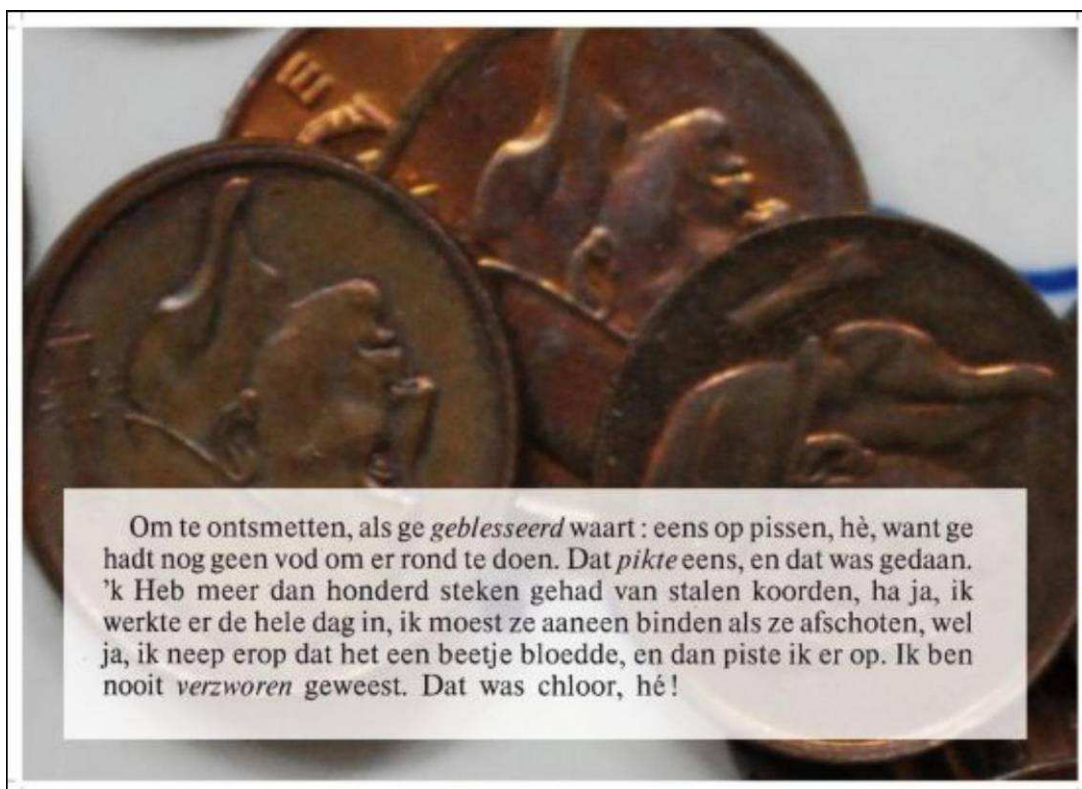 Om te ontsmetten, als ge geblesseerd waart : eens op pissen, hè, want ge
hadt nog geen vod om er rond te doen. Dat pikte eens, en dat was gedaan.
'k Heb meer dan honderd steken gehad van stalen koorden, ha ja, ik
werkte er de hele dag in, ik moest ze aaneen binden als ze afschoten, wel
ja, ik neep erop dat het een beetje bloedde, en dan piste ik er op. Ik ben
nooit verzworen geweest. Dat was chloor, hé !